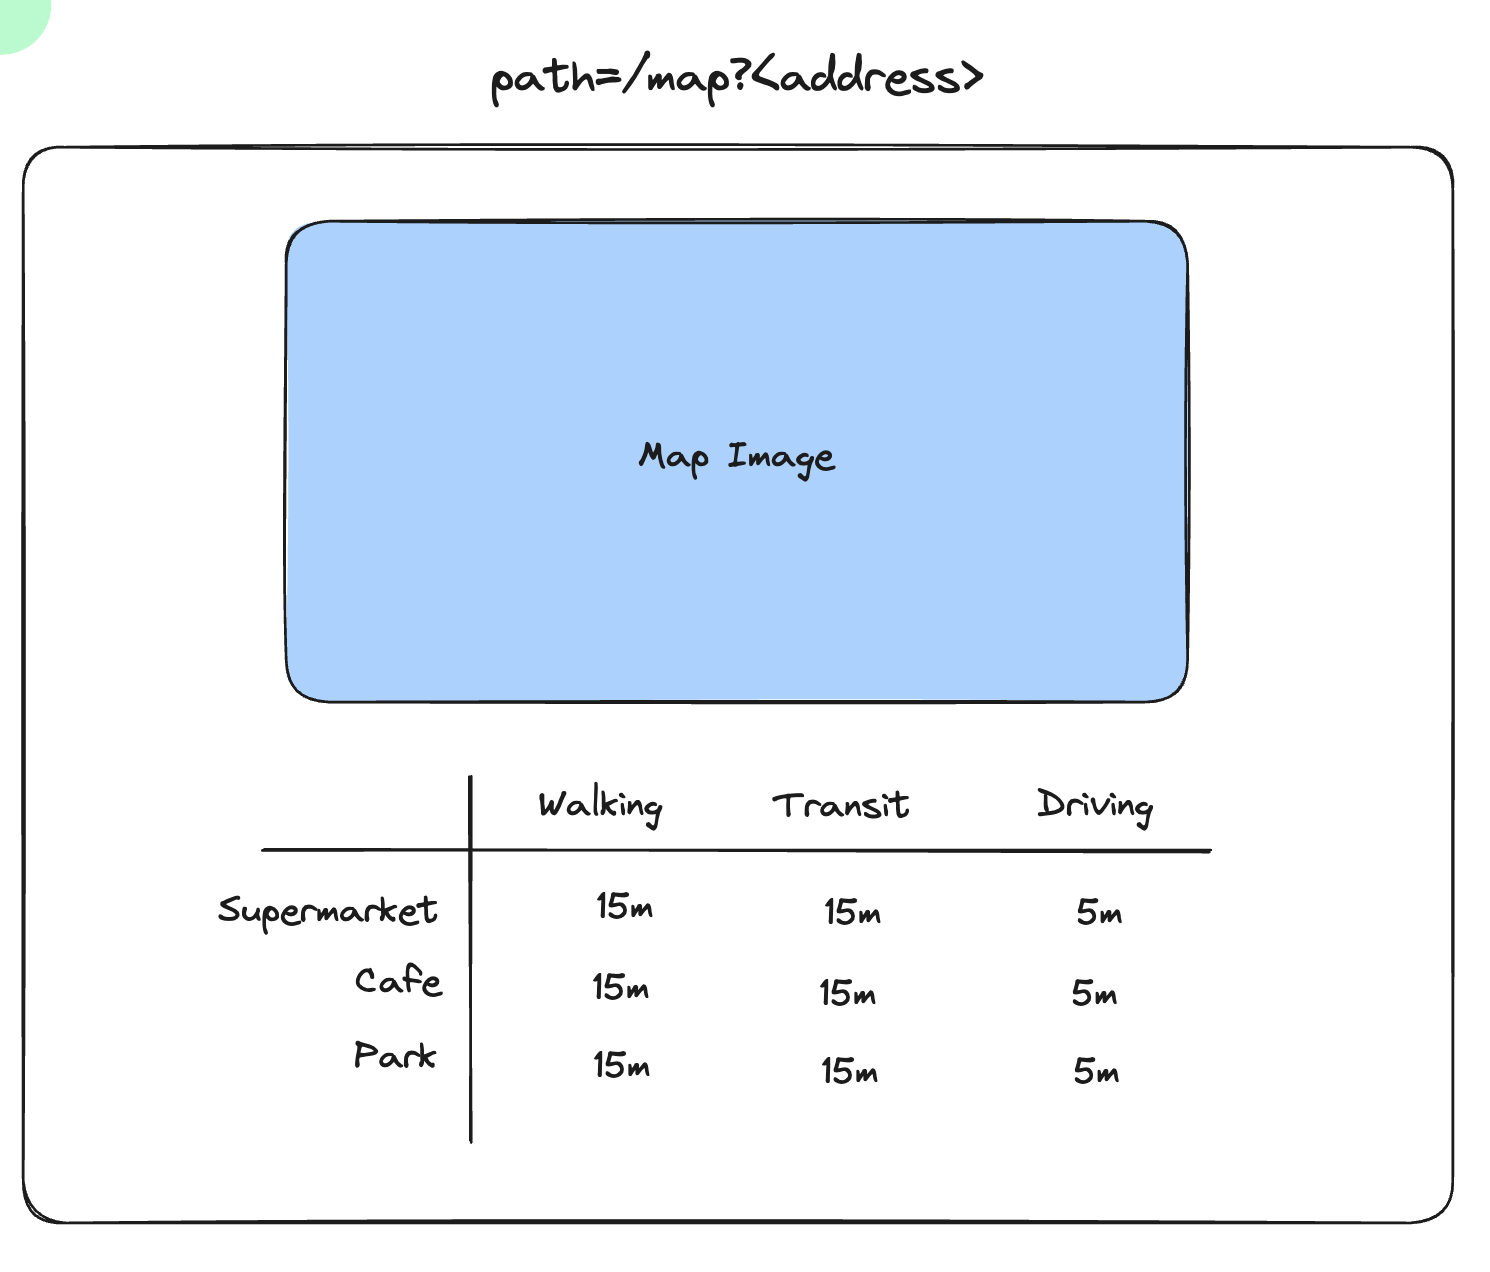 path=/map?<address>
Map Image
Walking Transit Driving
Supermarket 15m 15m 5m
Cafe 15m 15m 5m
Park 15m 15m 5m